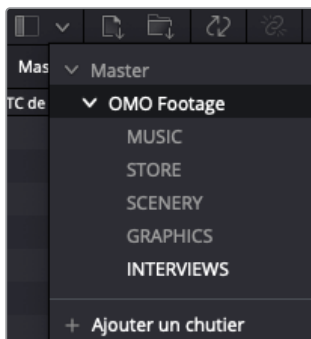 Mas
Master
TC de
OMO Footage
MUSIC
STORE
SCENERY
GRAPHICS
INTERVIEWS
+ Ajouter un chutier